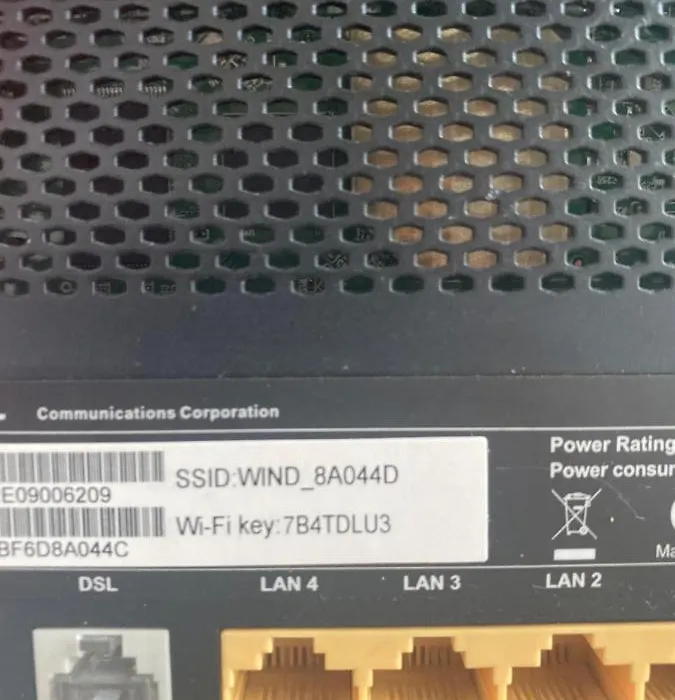 Communications Corporation
E09006209
SSID:WIND_8A044D
BF6D8A044C
Wi-Fi key:7B4TDLU3
Power Rating
Power consu
DSL
LAN 4
LAN 3
LAN 2
Ma